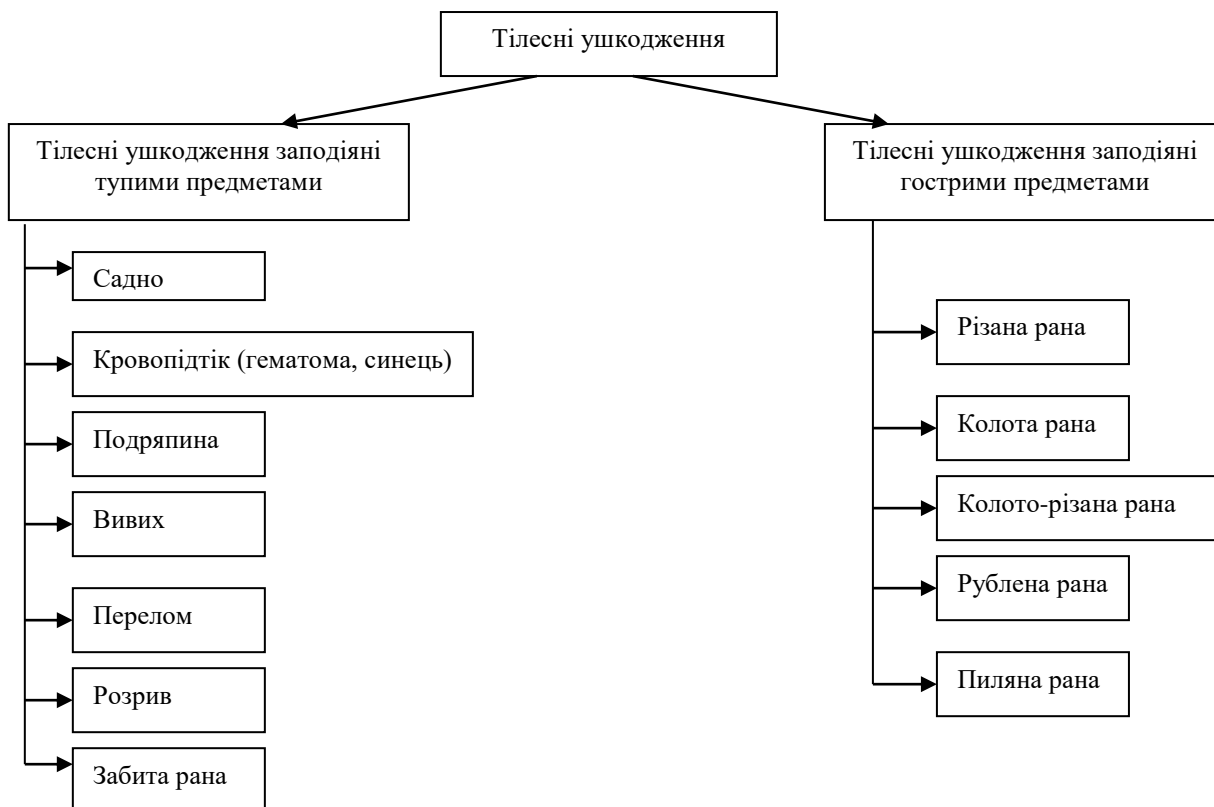 Тілесні ушкодження
Тілесні ушкодження заподіяні
тупими предметами
Садно
Кровопідтік (гематома, синець)
Подряпина
Вивих
Перелом
Розрив
Забита рана
Тілесні ушкодження заподіяні
гострими предметами
Різана рана
Колота рана
Колото-різана рана
Рублена рана
Пиляна рана